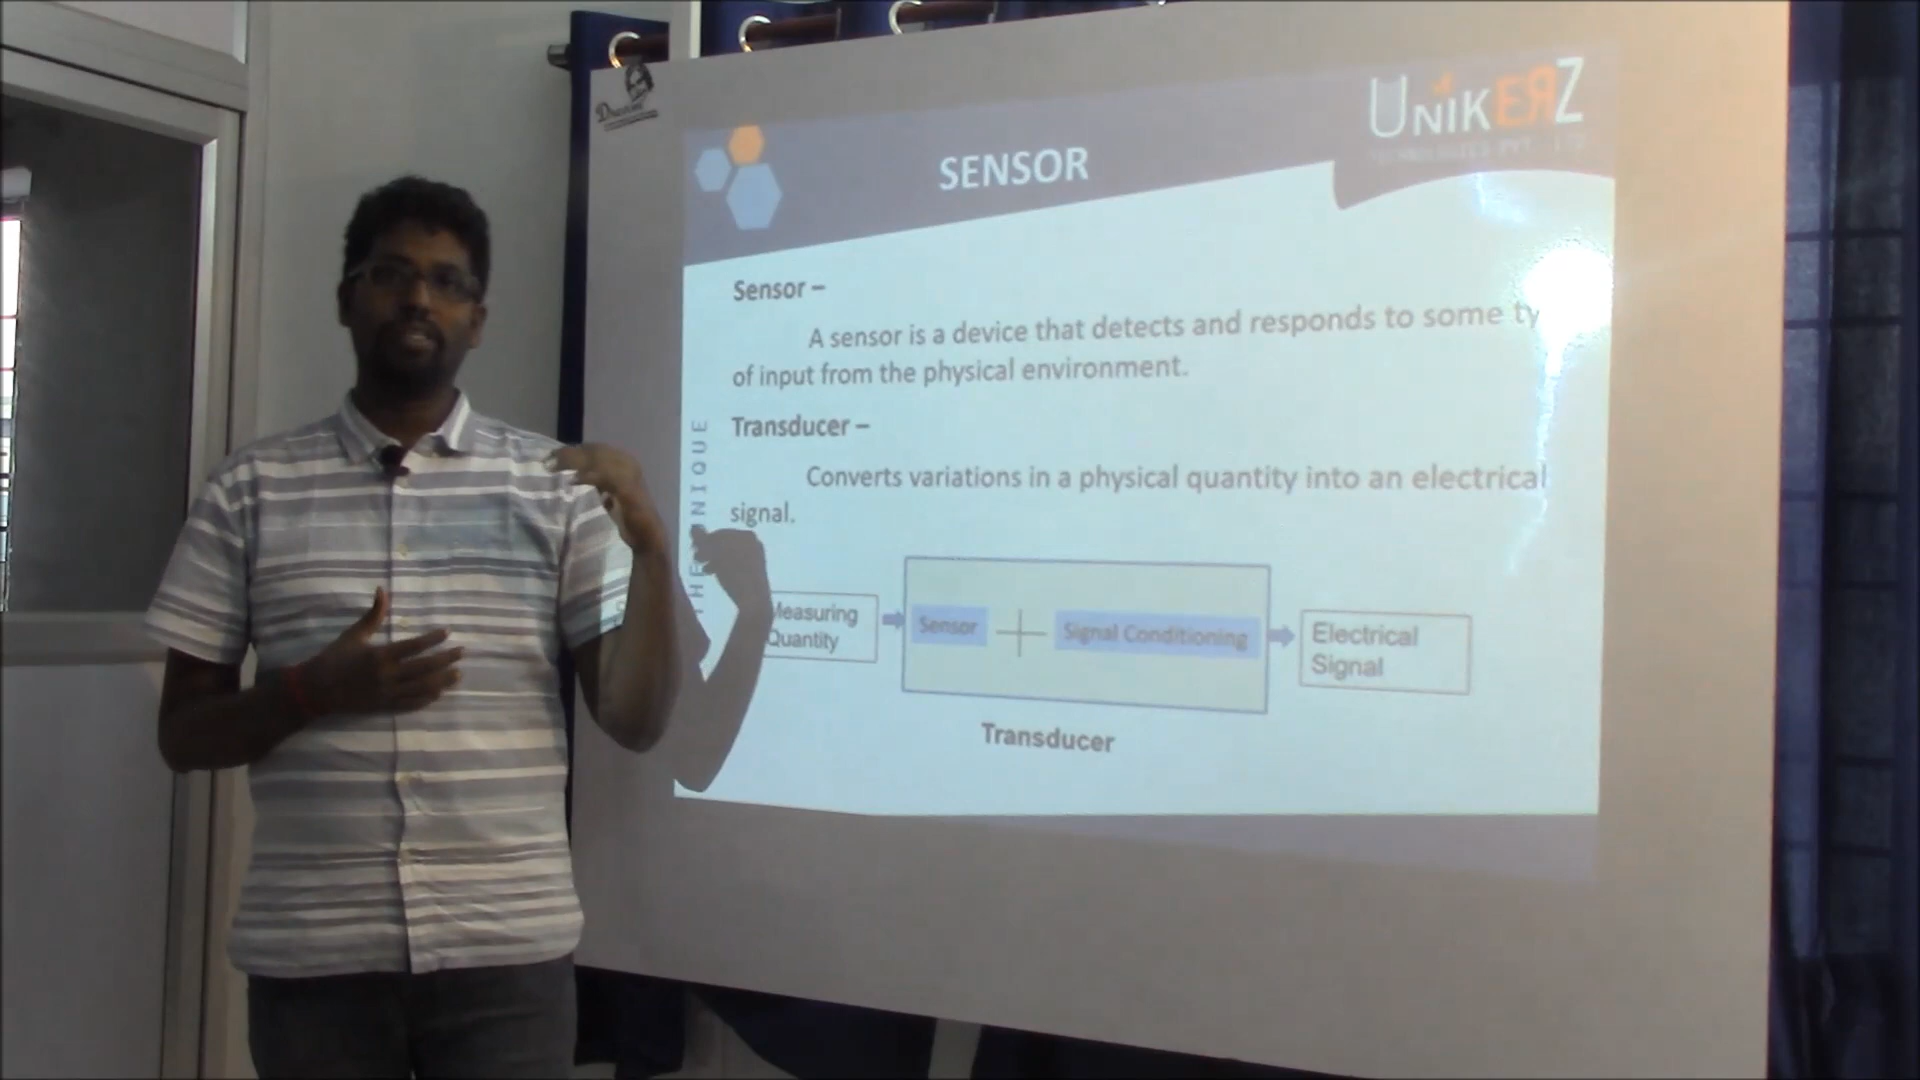 Dreams
UNIKERZ
SENSOR
Sensor –
A sensor is a device that detects and responds to some ty
of input from the physical environment.
Transducer –
Converts variations in a physical quantity into an electrical
signal.
Measuring
Quantity
Sensor
Signal Conditioning
Electrical
Signal
Transducer